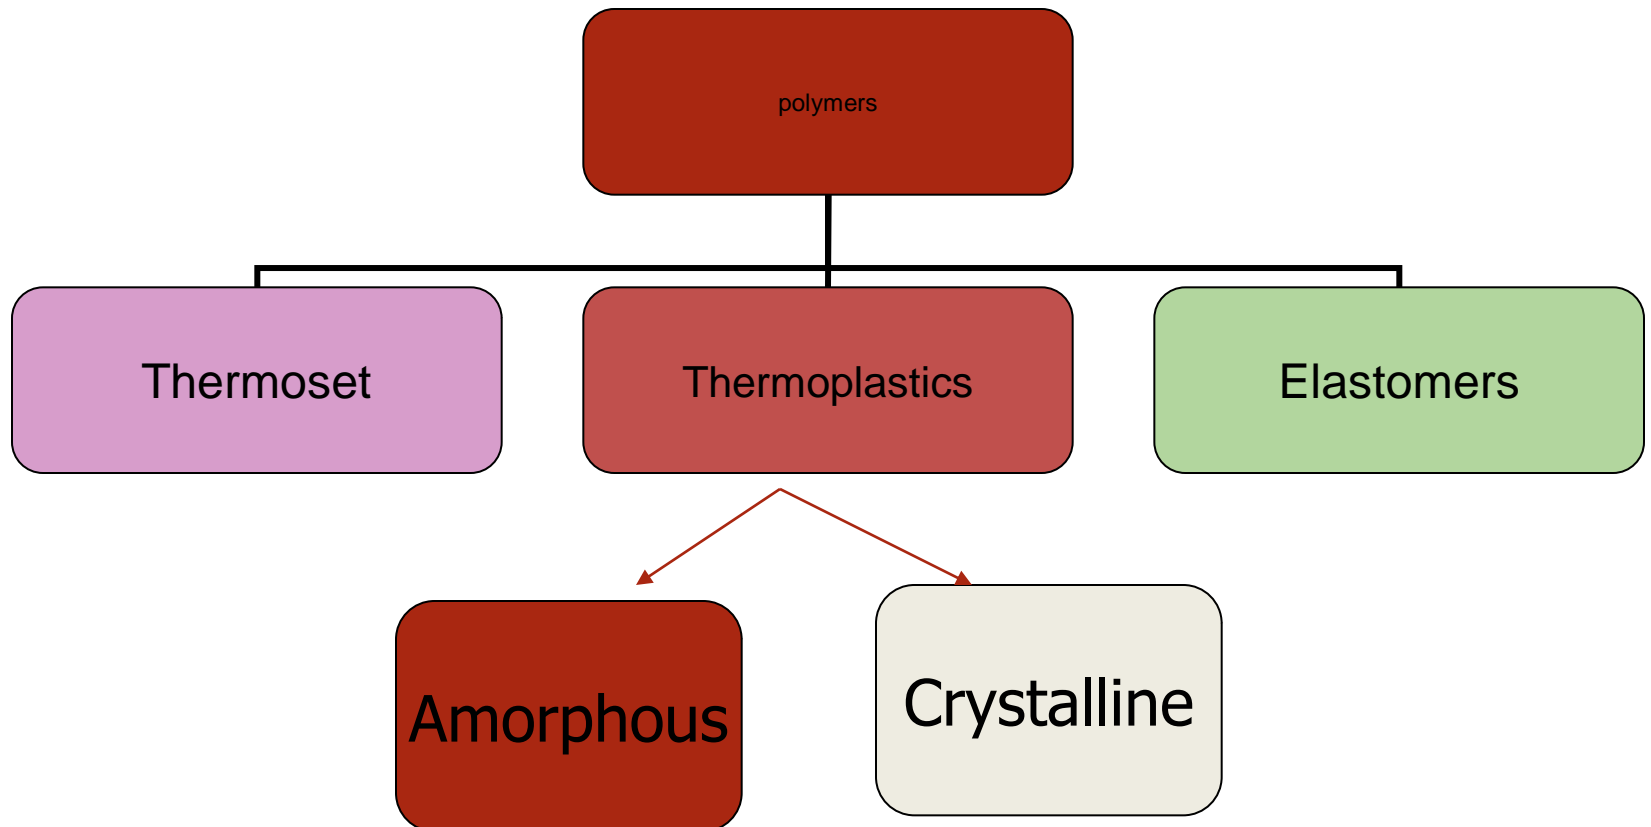 polymers
Thermoset
Thermoplastics
Elastomers
Amorphous
Crystalline